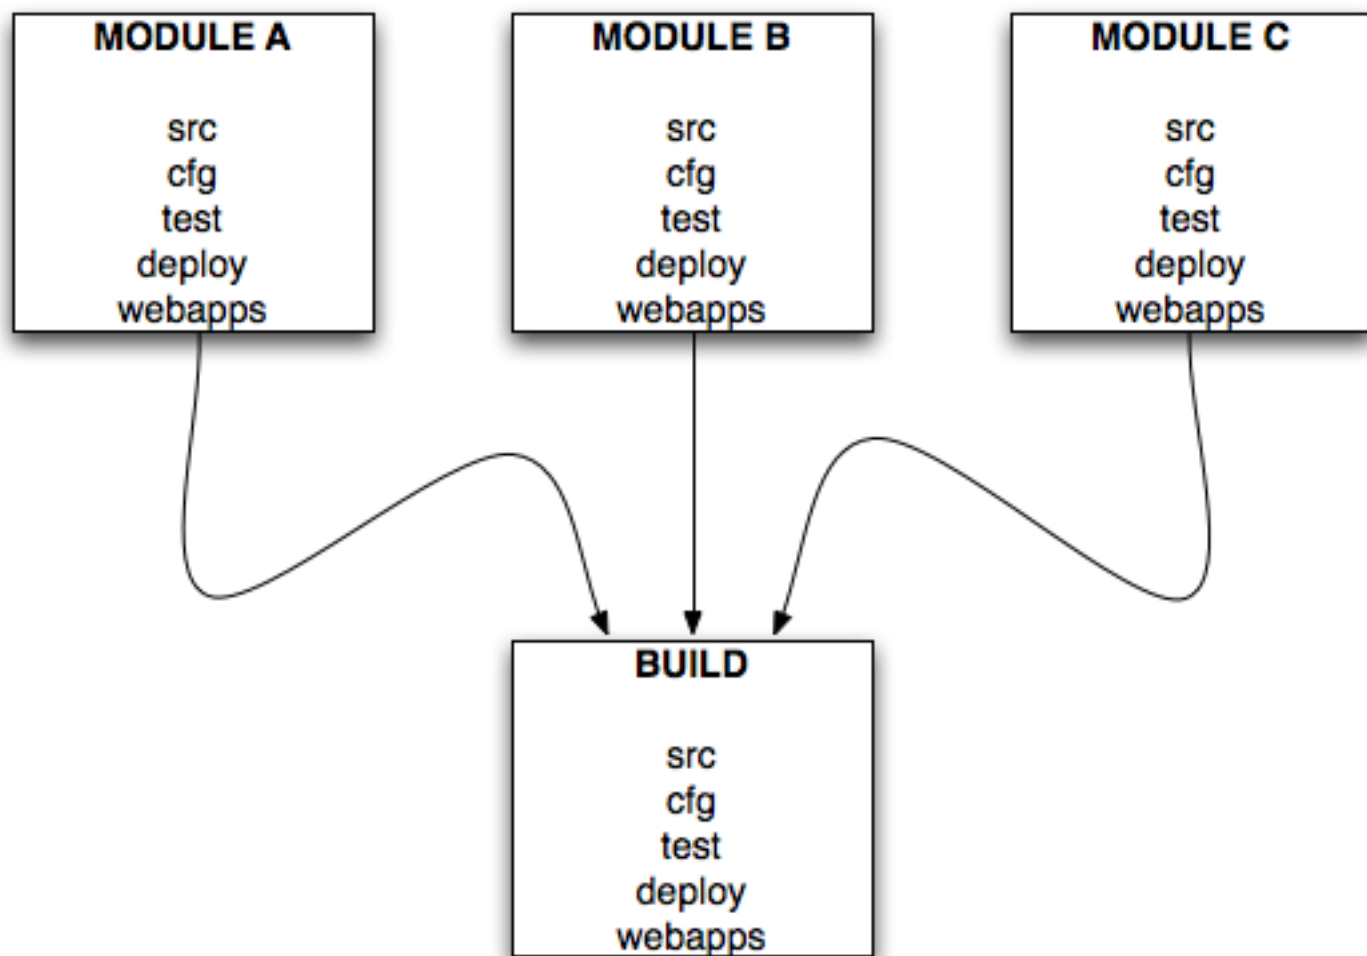 MODULE A
src
cfg
test
deploy
webapps
MODULE B
src
cfg
test
deploy
webapps
MODULE C
src
cfg
test
deploy
webapps
BUILD
src
cfg
test
deploy
webapps